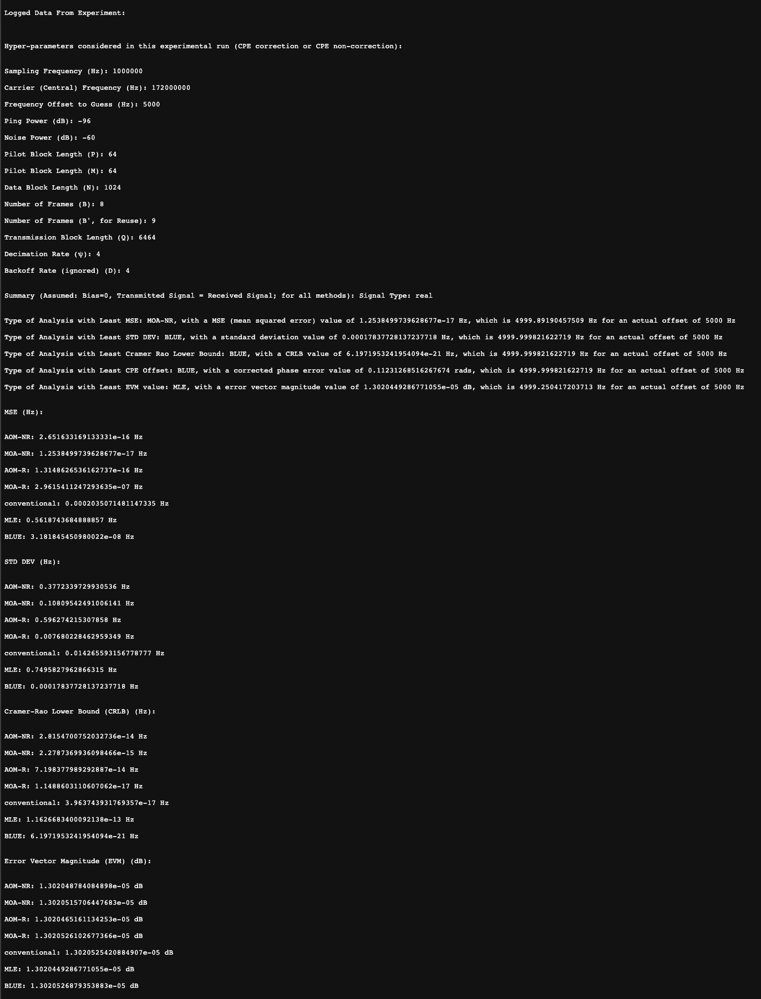 Logged Data From Experiment:
Hyper-parameters considered in this experimental run (CPE correction or CPE non-correction):
Sampling Frequency (Hz): 1000000
Carrier (Central) Frequency (Hz): 172000000
Frequency Offset to Guess (Hz): 5000
Ping Power (dB): -96
Noise Power (dB): -60
Pilot Block Length (P): 64
Pilot Block Length (M): 64
Data Block Length (N): 1024
Number of Frames (B): 8
Number of Frames (B', for Reuse): 9
Transmission Block Length (Q): 6464
Decimation Rate (ψ): 4
Backoff Rate (ignored) (D): 4
Summary (Assumed: Bias=0, Transmitted Signal = Received Signal; for all methods): Signal Type: real
Type of Analysis with Least MSE: MOA-NR, with a MSE (mean squared error) value of 1.2538499739628677e-17 Hz, which is 4999.89190457509 Hz for an actual offset of 5000 Hz
Type of Analysis with Least STD DEV: BLUE, with a standard deviation value of 0.00017837728137237718 Hz, which is 4999.999821622719 Hz for an actual offset of 5000 Hz
Type of Analysis with Least Cramer Rao Lower Bound: BLUE, with a CRLB value of 6.1971953241954094e-21 Hz, which is 4999.999821622719 Hz for an actual offset of 5000 Hz
Type of Analysis with Least CPE Offset: BLUE, with a corrected phase error value of 0.11231268516267674 rads, which is 4999.999821622719 Hz for an actual offset of 5000 Hz
Type of Analysis with Least EVM value: MLE, with a error vector magnitude value of 1.3020449286771055e-05 dB, which is 4999.250417203713 Hz for an actual offset of 5000 Hz
MSE (Hz):
AOM-NR: 2.651633169133331e-16 Hz
MOA-NR: 1.2538499739628677e-17 Hz
AOM-R: 1.3148626536162737e-16 Hz
MOA-R: 2.9615411247293635e-07 Hz
conventional: 0.0002035071481147335 Hz
MLE: 0.5618743684888857 Hz
BLUE: 3.181845450980022e-08 Hz
STD DEV (Hz):
AOM-NR: 0.3772339729930536 Hz
MOA-NR: 0.10809542491006141 Hz
AOM-R: 0.596274215307858 Hz
MOA-R: 0.007680228462959349 Hz
conventional: 0.014265593156778777 Hz
MLE: 0.7495827962866315 Hz
BLUE: 0.00017837728137237718 Hz
Cramer-Rao Lower Bound (CRLB) (Hz):
AOM-NR: 2.8154700752032736e-14 Hz
MOA-NR: 2.2787369936098466e-15 Hz
AOM-R: 7.198377989292887e-14 Hz
MOA-R: 1.1488603110607062e-17 Hz
conventional: 3.963743931769357e-17 Hz
MLE: 1.1626683400092138e-13 Hz
BLUE: 6.1971953241954094e-21 Hz
Error Vector Magnitude (EVM) (dB):
AOM-NR: 1.302048784084898e-05 dB
MOA-NR: 1.3020515706447683e-05 dB
AOM-R: 1.3020465161134253e-05 dB
MOA-R: 1.3020526102677366e-05 dB
conventional: 1.3020525420884907e-05 dB
MLE: 1.3020449286771055e-05 dB
BLUE: 1.3020526879353883e-05 dB